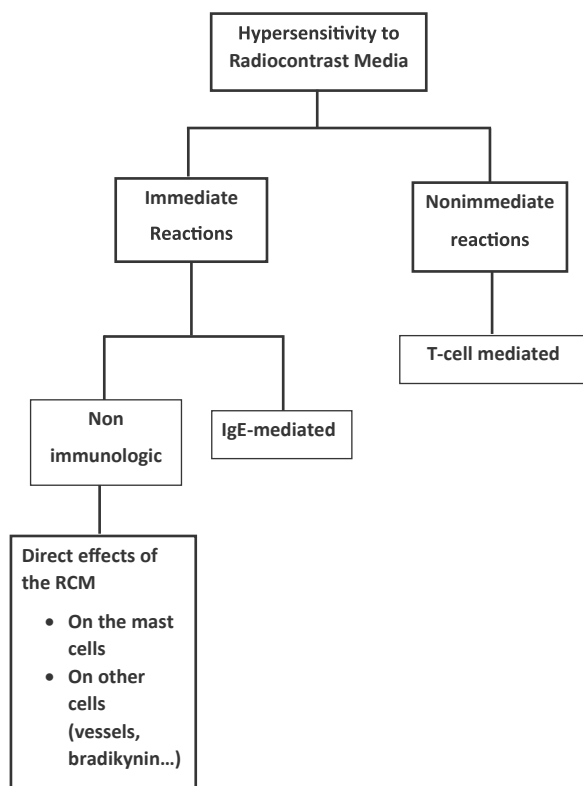 Hypersensitivity to
Radiocontrast Media
Immediate
Reactions
Nonimmediate
reactions
T-cell mediated
Non
immunologic
IgE-mediated
Direct effects of
the RCM
• On the mast
cells
• On other
cells
(vessels,
bradikynin...)